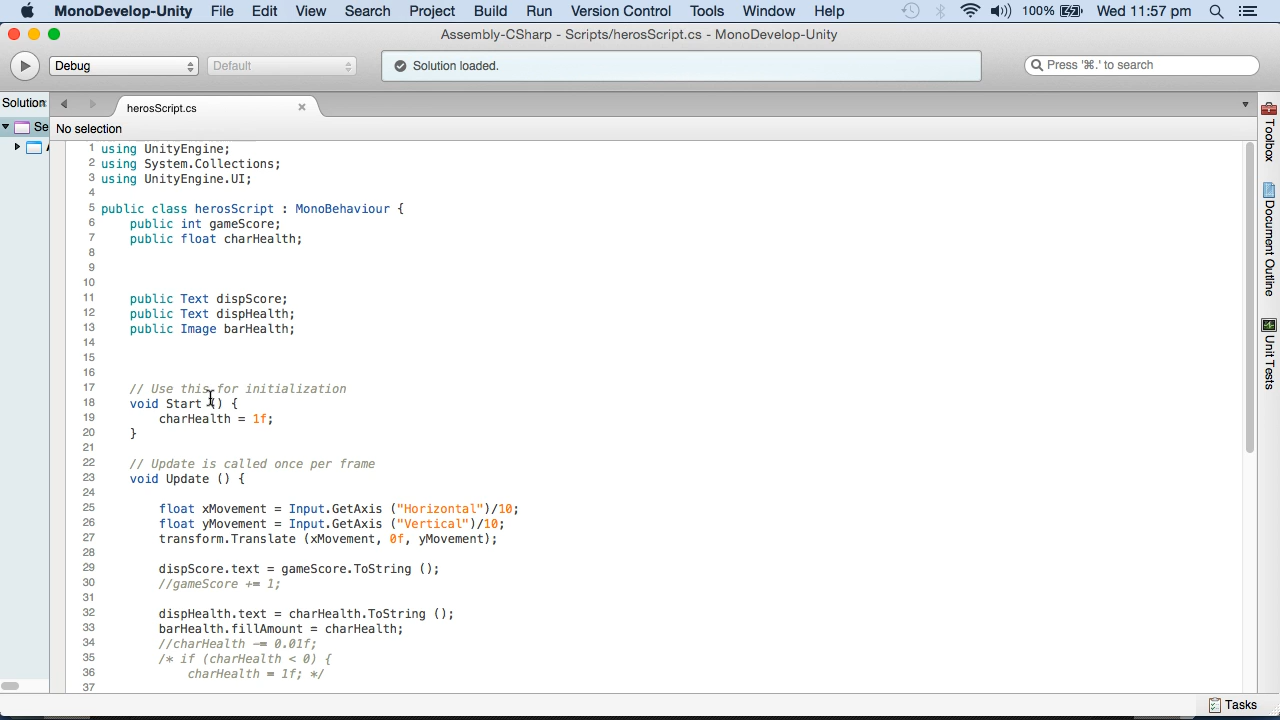 MonoDevelop-Unity File Edit View Search Project Build Run Version Control Tools Window Help 100% Wed 11:57 pm
Assembly-CSharp - Scripts/herosScript.cs - MonoDevelop-Unity
Debug Default Solution loaded. Press '⌘.' to search
Solution herosScript.cs
Se No selection
1 using UnityEngine;
2 using System.Collections;
3 using UnityEngine.UI;
4
5 public class herosScript : MonoBehaviour {
6 public int gameScore;
7 public float charHealth;
8
9
10
11 public Text dispScore;
12 public Text dispHealth;
13 public Image barHealth;
14
15
16
17 // Use this for initialization
18 void Start () {
19 charHealth = 1f;
20 }
21
22 // Update is called once per frame
23 void Update () {
24
25 float xMovement = Input.GetAxis ("Horizontal")/10;
26 float yMovement = Input.GetAxis ("Vertical")/10;
27 transform.Translate (xMovement, 0f, yMovement);
28
29 dispScore.text = gameScore.ToString ();
30 //gameScore += 1;
31
32 dispHealth.text = charHealth.ToString ();
33 barHealth.fillAmount = charHealth;
34 //charHealth -= 0.01f;
35 /* if (charHealth < 0) {
36 charHealth = 1f; */
37
Toolbox
Document Outline
Unit Tests
Tasks